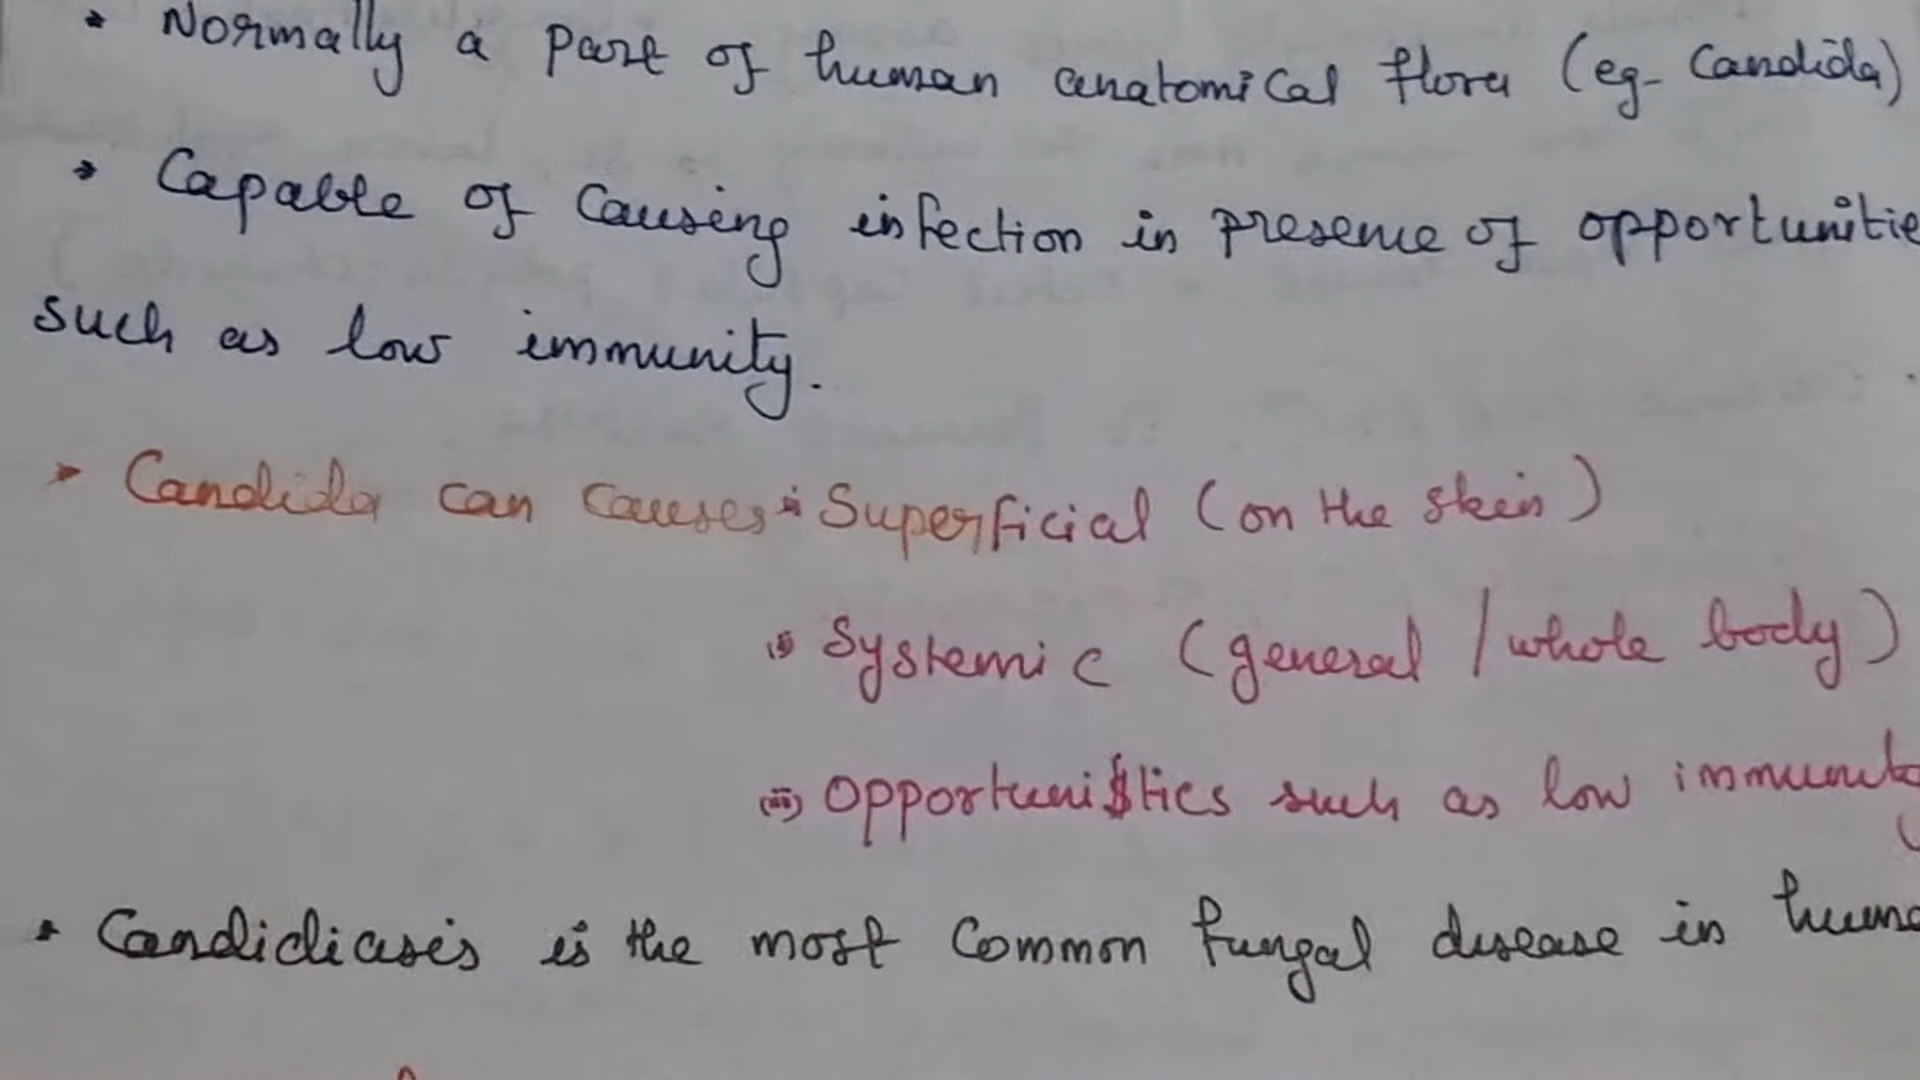 • Normally a part of human anatomical flora (eg- Candida)
• Capable of Causing infection in presence of opportunitie
such as low immunity.
➤ Candida can causes: Superficial (on the skin)
(ii) Systemic (general / whole body)
(iii) Opportunistics such as low immunity
• Candidiasis is the most Common fungal disease in huma